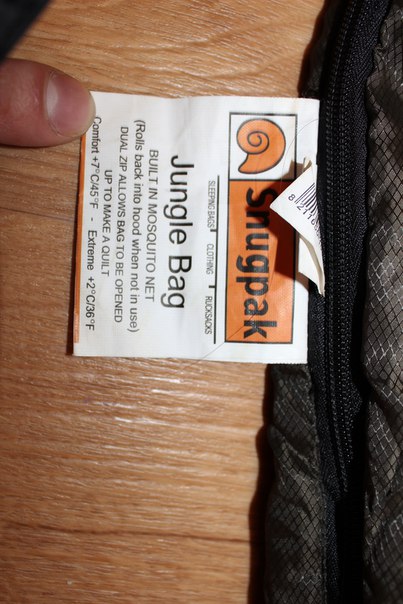 Snugpak
SLEEPING BAGS CLOTHING RUCKSACKS
Jungle Bag
BUILT IN MOSQUITO NET
(Rolls back into hood when not in use)
DUAL ZIP ALLOWS BAG TO BE OPENED
UP TO MAKE A QUILT
Comfort +7°C/45°F - Extreme +2°C/36°F